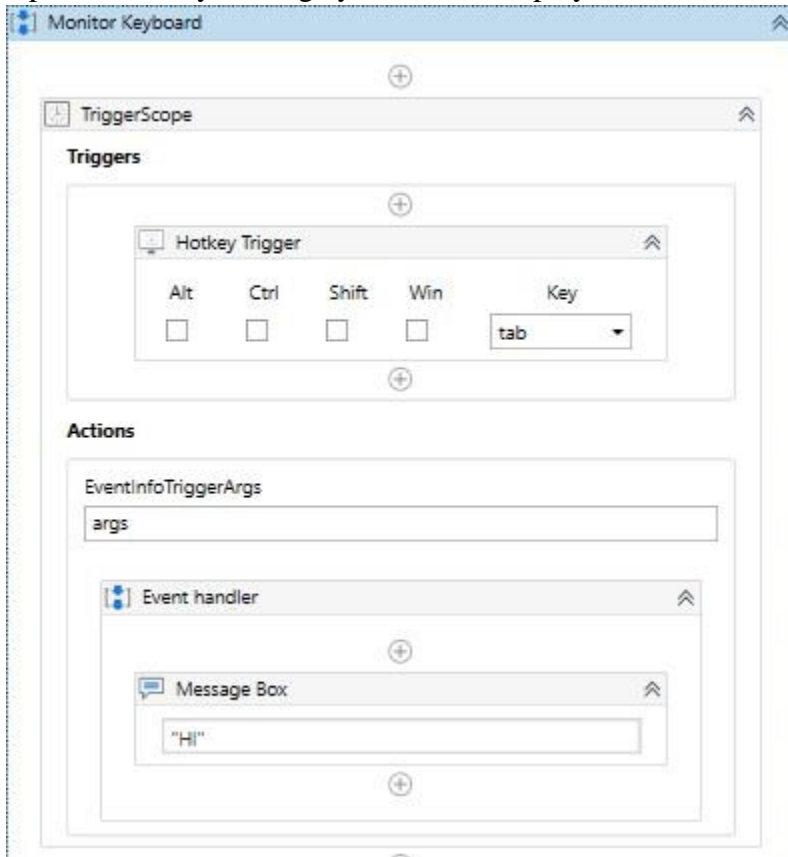 Monitor Keyboard
TriggerScope
Triggers
Hotkey Trigger
Alt Ctrl Shift Win Key
tab
Actions
EventInfoTriggerArgs
args
Event handler
Message Box
"HI"